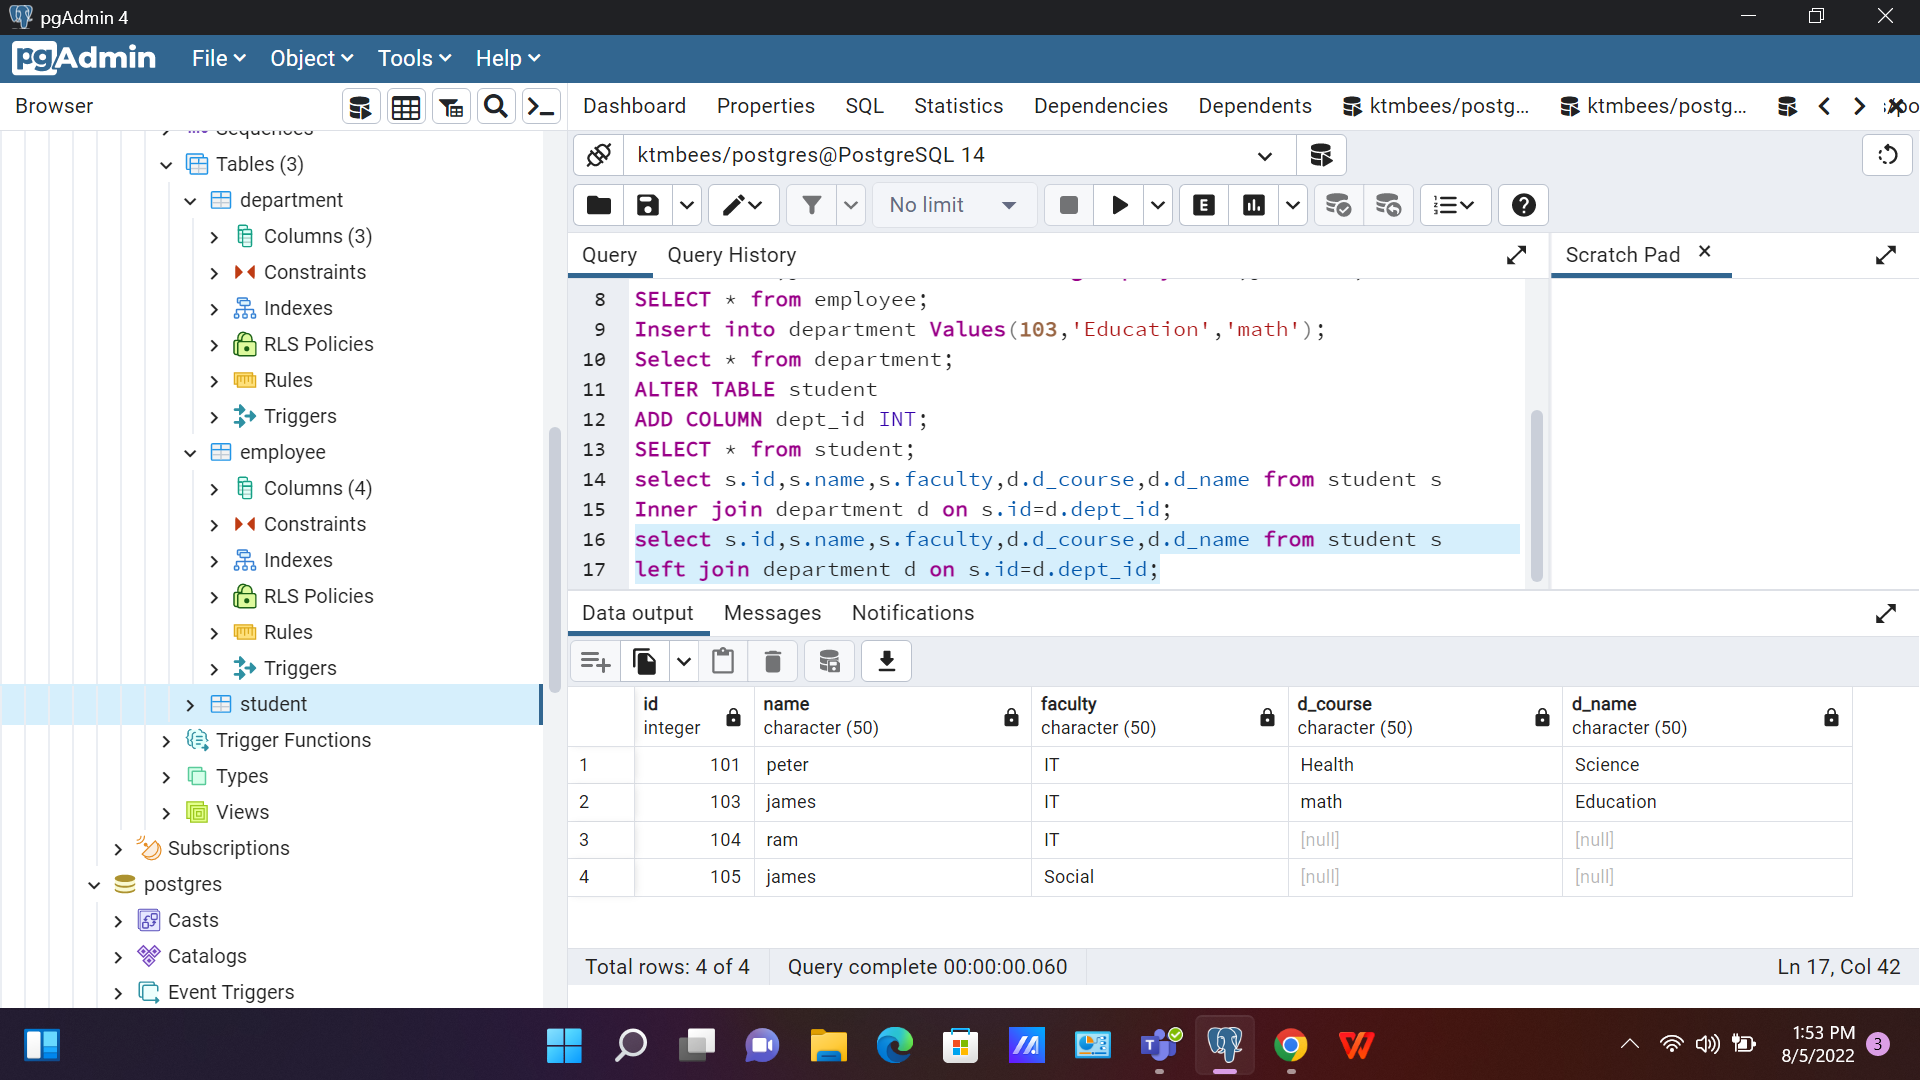 pgAdmin 4
pgAdmin File Object Tools Help
Browser
Dashboard Properties SQL Statistics Dependencies Dependents ktmbees/postg... ktmbees/postg...
Sequences
Tables (3)
department
Columns (3)
Constraints
Indexes
RLS Policies
Rules
Triggers
employee
Columns (4)
Constraints
Indexes
RLS Policies
Rules
Triggers
student
Trigger Functions
Types
Views
Subscriptions
postgres
Casts
Catalogs
Event Triggers
ktmbees/postgres@PostgreSQL 14
No limit
E
Query Query History
Scratch Pad
8 SELECT * from employee;
9 Insert into department Values(103,'Education','math');
10 Select * from department;
11 ALTER TABLE student
12 ADD COLUMN dept_id INT;
13 SELECT * from student;
14 select s.id,s.name,s.faculty,d.d_course,d.d_name from student s
15 Inner join department d on s.id=d.dept_id;
16 select s.id,s.name,s.faculty,d.d_course,d.d_name from student s
17 left join department d on s.id=d.dept_id;
Data output Messages Notifications
id name faculty d_course d_name
integer character (50) character (50) character (50) character (50)
1 101 peter IT Health Science
2 103 james IT math Education
3 104 ram IT [null] [null]
4 105 james Social [null] [null]
Total rows: 4 of 4 Query complete 00:00:00.060 Ln 17, Col 42
1:53 PM
8/5/2022
3